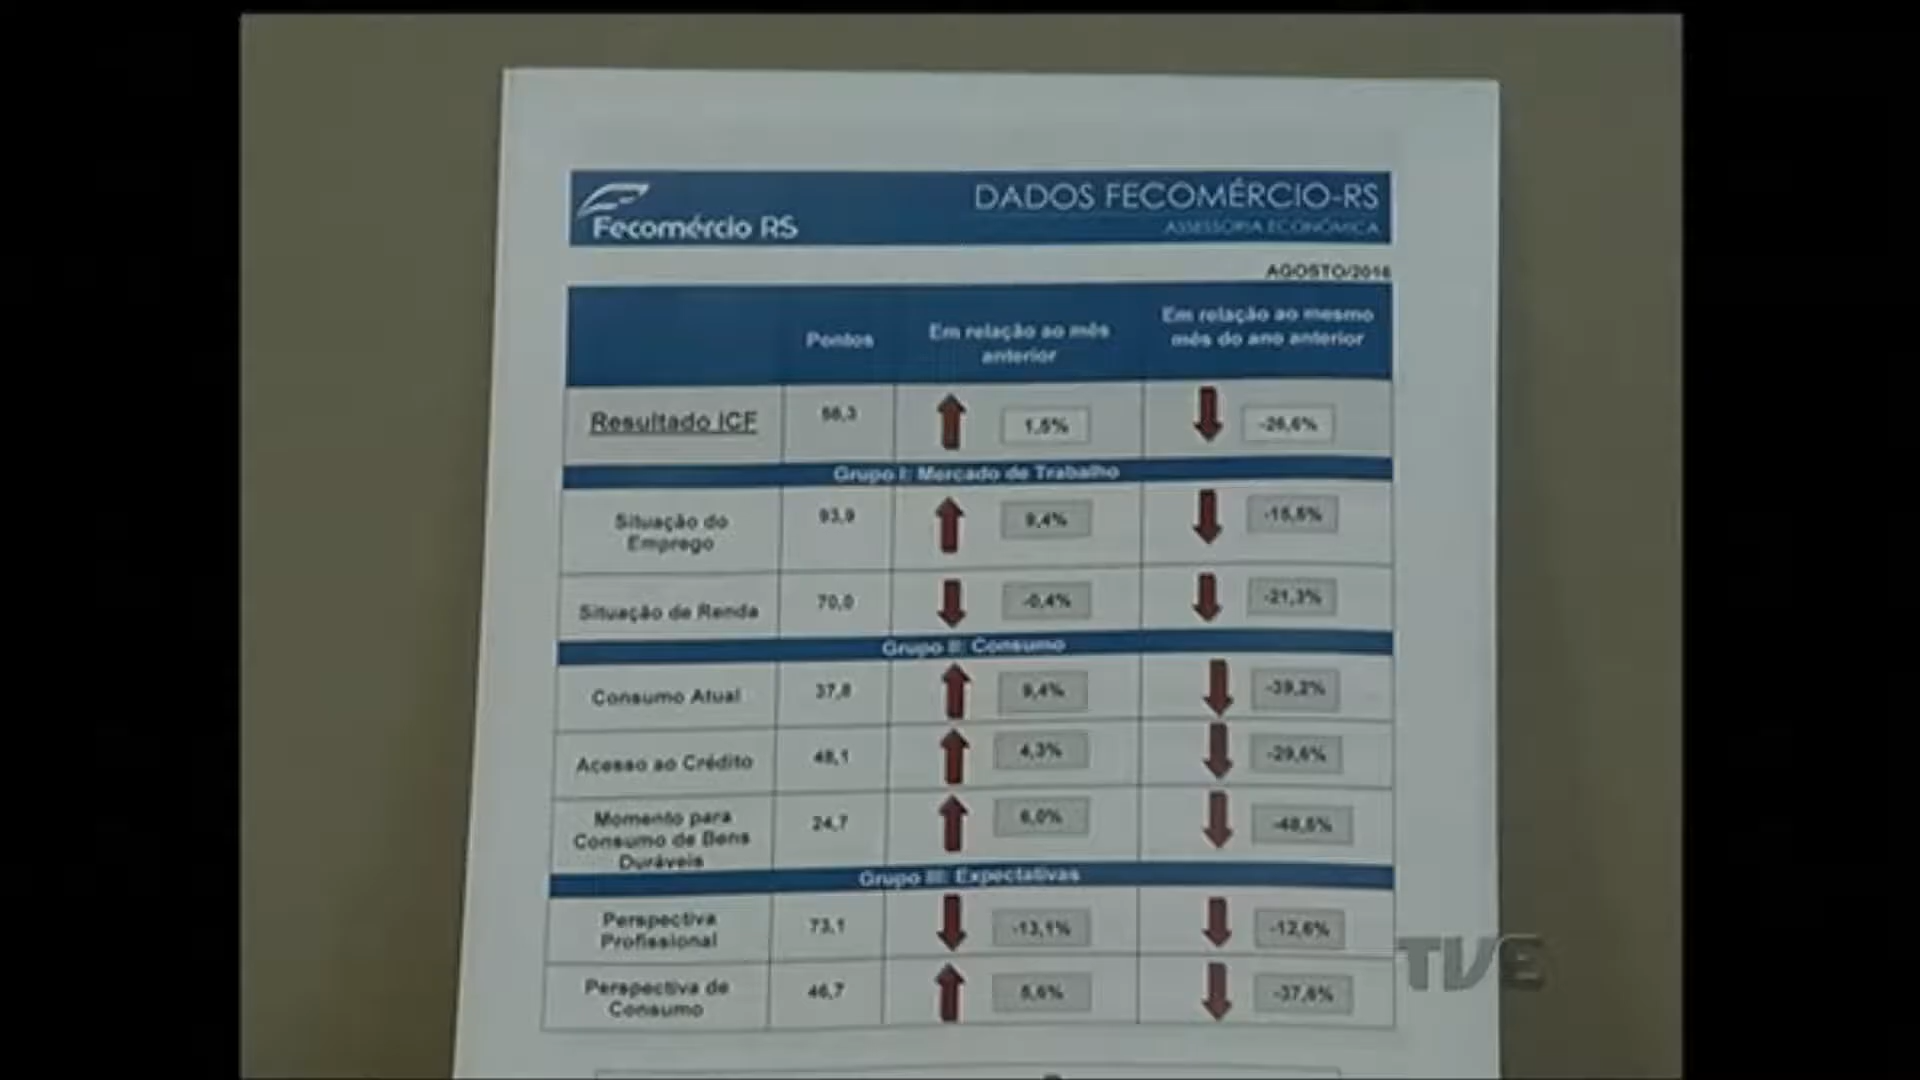 Fecomércio RS
DADOS FECOMÉRCIO-RS
ASSESSORIA ECONÔMICA
AGOSTO/2016
Pontos
Em relação ao mês
anterior
Em relação ao mesmo
mês do ano anterior
Resultado ICF 1,5% -26,6%
Grupo I: Mercado de Trabalho
Situação do
Emprego
93,9 9,4% -15,5%
Situação de Renda 70,0 -0,4% -21,3%
Grupo II: Consumo
Consumo Atual 37,8 9,4% -39,2%
Acesso ao Crédito 48,1 4,3% -29,6%
Momento para
Consumo de Bens
Duráveis
24,7 6,0% -48,5%
Grupo III: Expectativas
Perspectiva
Profissional
73,1 -13,1% -12,6%
Perspectiva de
Consumo
46,7 5,6% -37,6%
TVE